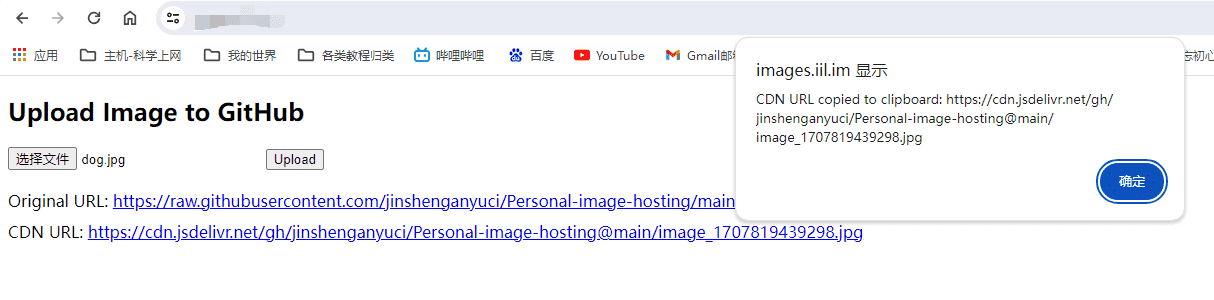 应用 主机-科学上网 我的世界 各类教程归类 哔哩哔哩 百度 YouTube Gmail邮 忘初心
images.iil.im 显示
CDN URL copied to clipboard: https://cdn.jsdelivr.net/gh/
jinshenganyuci/Personal-image-hosting@main/
image_1707819439298.jpg
确定
Upload Image to GitHub
选择文件 dog.jpg Upload
Original URL: https://raw.githubusercontent.com/jinshenganyuci/Personal-image-hosting/main
CDN URL: https://cdn.jsdelivr.net/gh/jinshenganyuci/Personal-image-hosting@main/image_1707819439298.jpg